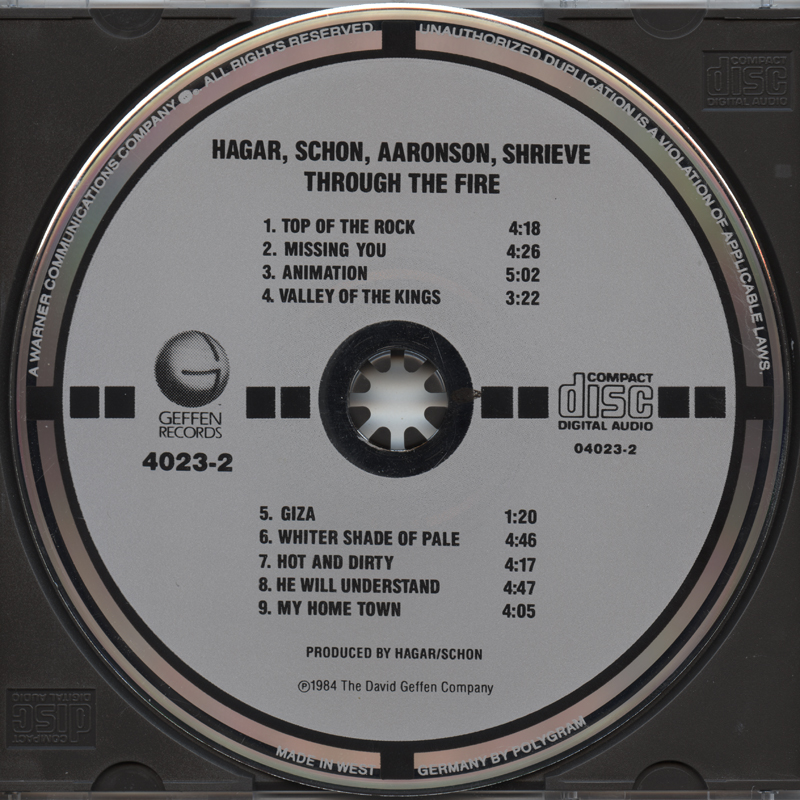 A WARNER COMMUNICATIONS COMPANY ALL RIGHTS RESERVED
UNAUTHORIZED DUPLICATION IS A VIOLATION OF APPLICABLE LAWS
COMPACT
disc
DIGITAL AUDIO
HAGAR, SCHON, AARONSON, SHRIEVE
THROUGH THE FIRE
1. TOP OF THE ROCK 4:18
2. MISSING YOU 4:26
3. ANIMATION 5:02
4. VALLEY OF THE KINGS 3:22
G
GEFFEN
RECORDS
4023-2
COMPACT
disc
DIGITAL AUDIO
04023-2
5. GIZA 1:20
6. WHITER SHADE OF PALE 4:46
7. HOT AND DIRTY 4:17
8. HE WILL UNDERSTAND 4:47
9. MY HOME TOWN 4:05
PRODUCED BY HAGAR/SCHON
℗1984 The David Geffen Company
COMPACT
disc
DIGITAL AUDIO
MADE IN WEST GERMANY BY POLYGRAM